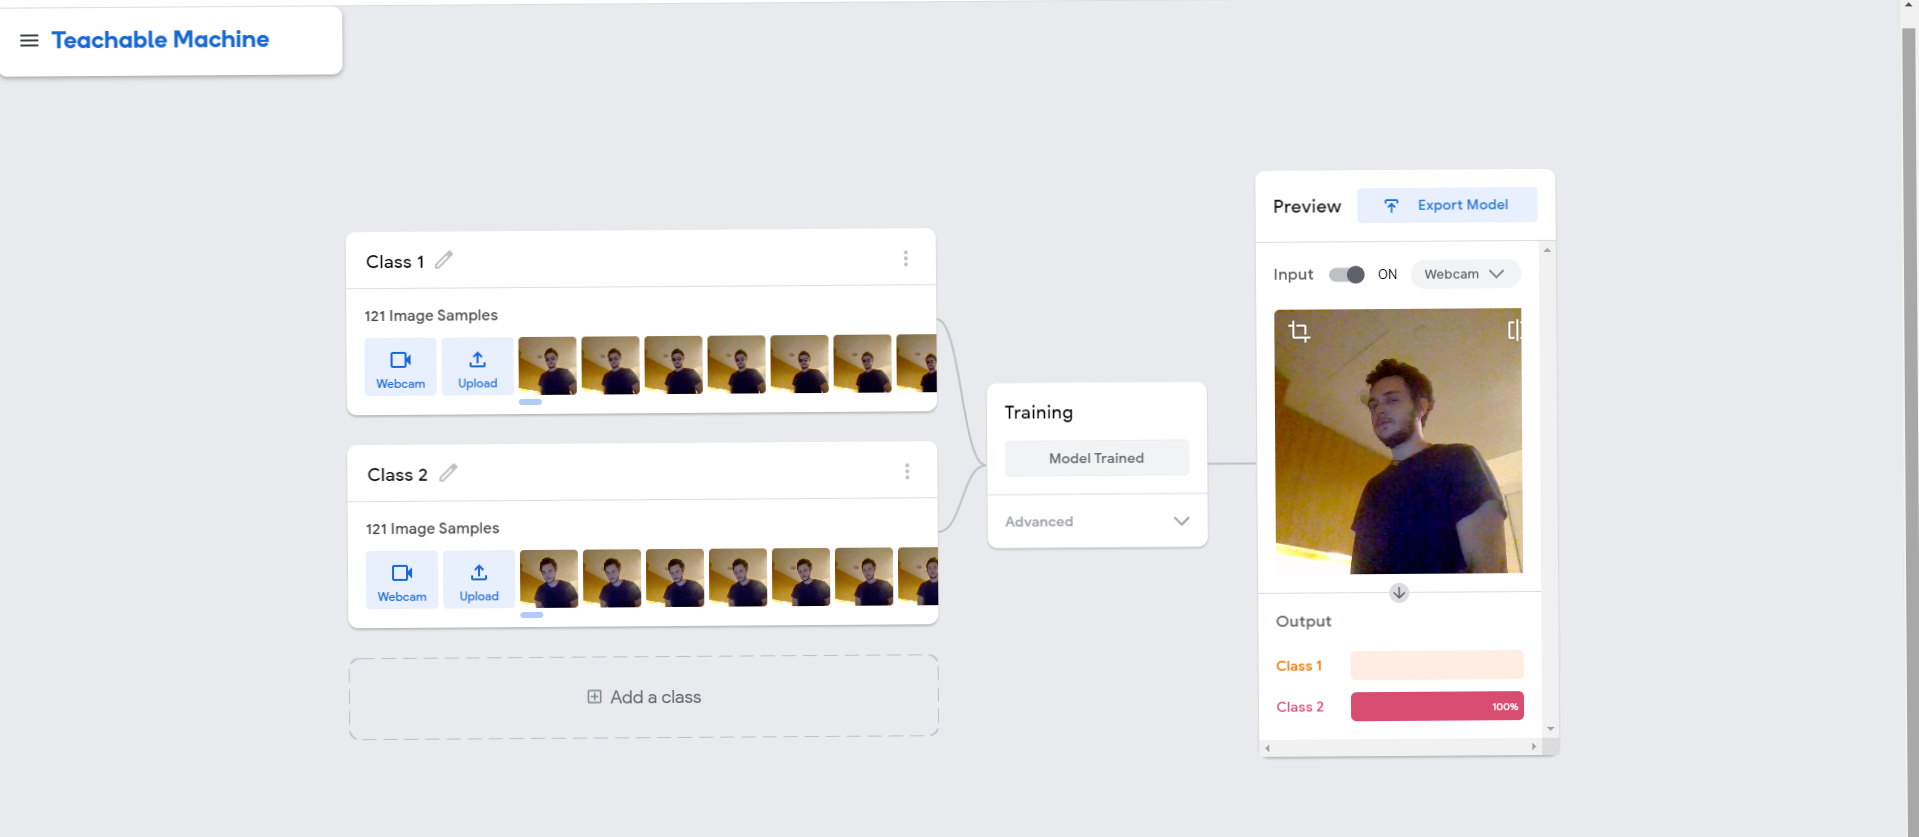 Teachable Machine
Class 1
121 Image Samples
Webcam
Upload
Class 2
121 Image Samples
Webcam
Upload
Add a class
Training
Model Trained
Advanced
Preview
Export Model
Input ON Webcam
Output
Class 1
Class 2 100%